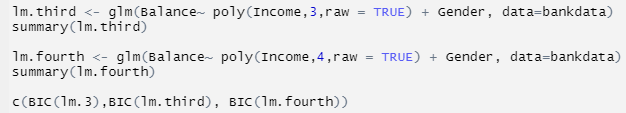 lm.third <- glm(Balance~ poly(Income,3,raw = TRUE) + Gender, data=bankdata)
summary(lm.third)
lm.fourth <- glm(Balance~ poly(Income,4,raw = TRUE) + Gender, data=bankdata)
summary(lm.fourth)
c(BIC(lm.3),BIC(lm.third), BIC(lm.fourth))